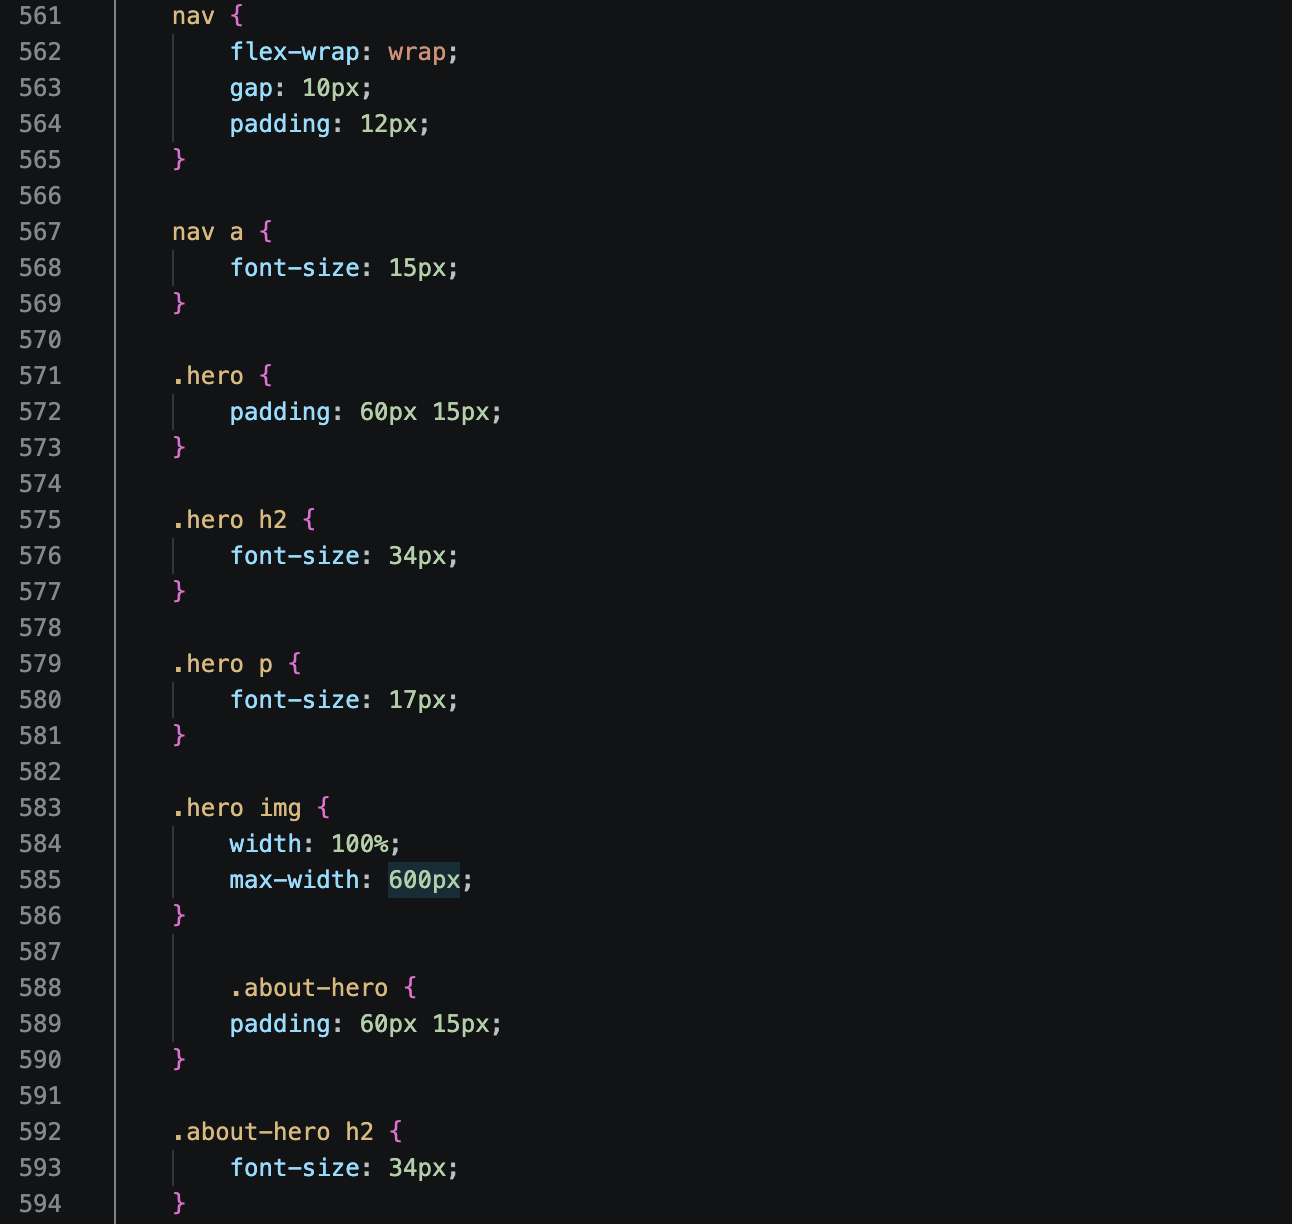 561 nav {
562 flex-wrap: wrap;
563 gap: 10px;
564 padding: 12px;
565 }
566
567 nav a {
568 font-size: 15px;
569 }
570
571 .hero {
572 padding: 60px 15px;
573 }
574
575 .hero h2 {
576 font-size: 34px;
577 }
578
579 .hero p {
580 font-size: 17px;
581 }
582
583 .hero img {
584 width: 100%;
585 max-width: 600px;
586 }
587
588 .about-hero {
589 padding: 60px 15px;
590 }
591
592 .about-hero h2 {
593 font-size: 34px;
594 }